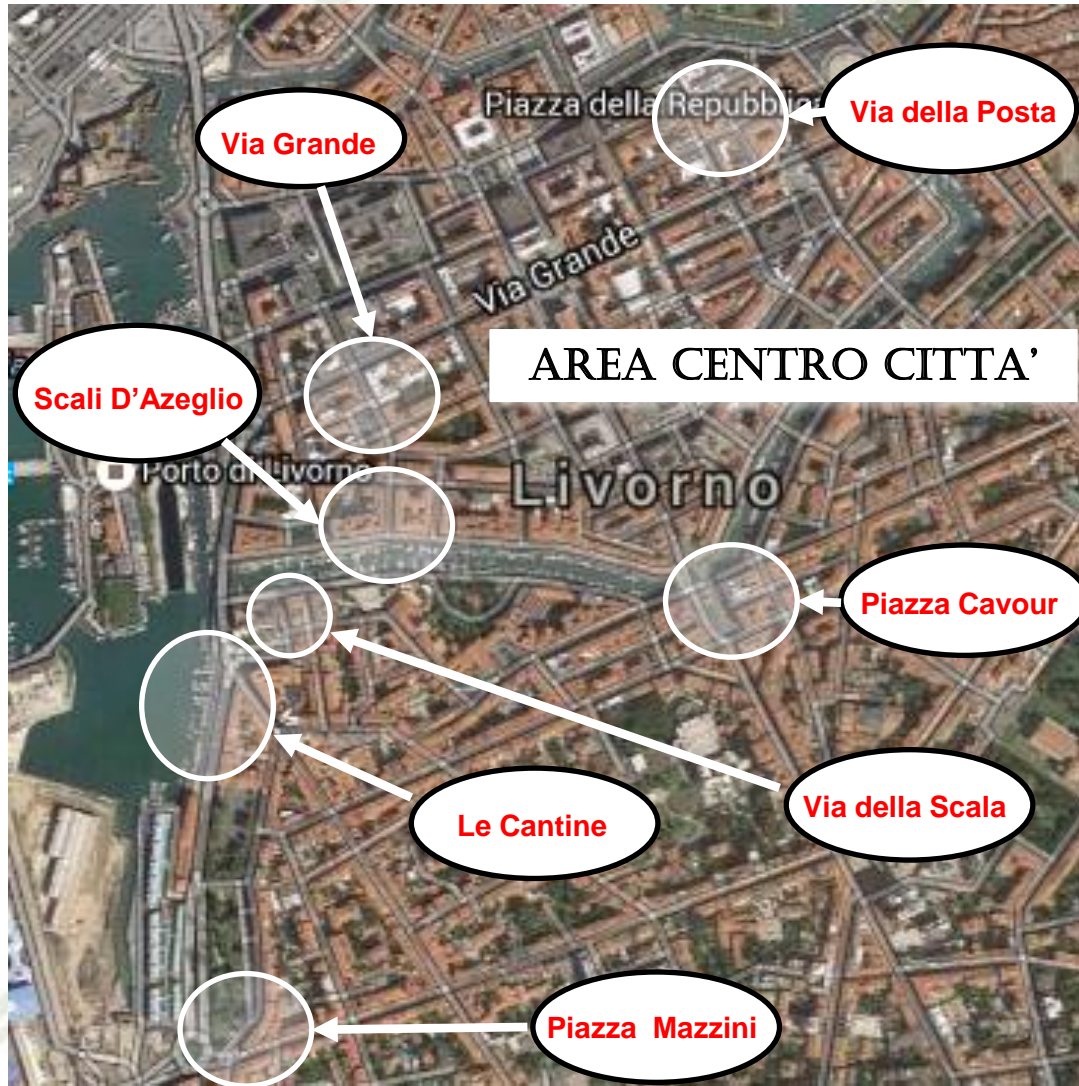 Piazza della Repubblica
Via della Posta
Via Grande
Via Grande
AREA CENTRO CITTA'
Scali D'Azeglio
Porto di Livorno
Livorno
Piazza Cavour
Via della Scala
Le Cantine
Piazza Mazzini